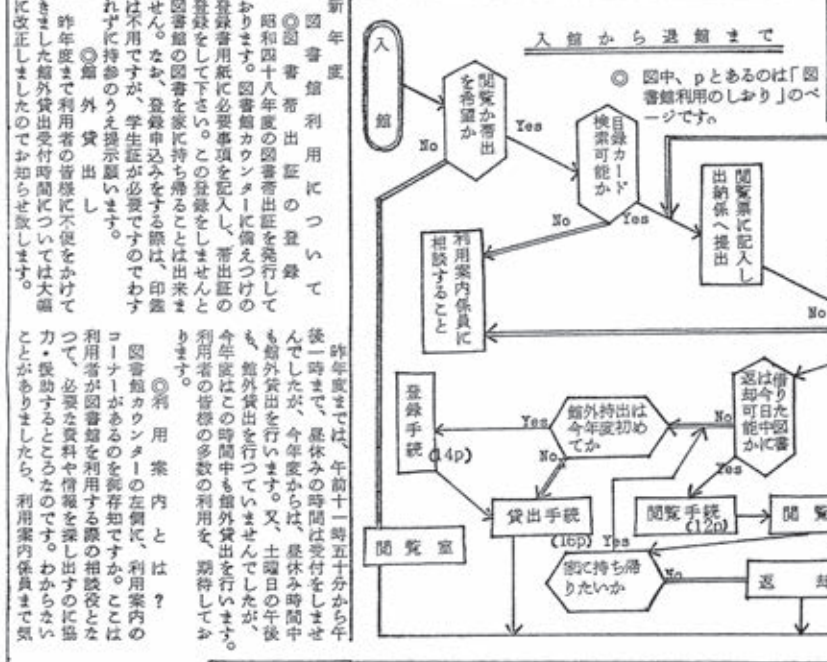 新年度
図書館利用について
◎図書帯出証の登録
昭和四十八年度の図書帯出証を発行して
おります。図書館カウンターに備えつけの
登録書用紙に必要事項を記入し、帯出証の
登録をして下さい。この登録をしませんと
図書館の図書を家に持ち帰ることは出来ま
せん。なお、登録申込みをする際は、印鑑
は不用ですが、学生証が必要ですのでわす
れずに持参のうえ提示願います。
◎館外貸出し
昨年度まで利用者の皆様に不便をかけて
きました館外貸出受付時間については大幅
に改正しましたのでお知らせ致します。
昨年度までは、午前十一時五十分から午
後一時まで、昼休みの時間は受付をしませ
んでしたが、今年度からは、昼休み時間中
も館外貸出を行います。又、土曜日の午後
も、館外貸出を行つていませんでしたが、
今年度はこの時間中も館外貸出を行います。
利用者の皆様の多数の利用を、期待してお
ります。
◎利用案内とは?
図書館カウンターの左側に、利用案内の
コーナーがあるのを御存知ですか。ここは
利用者が図書館を利用する際の相談役とな
つて、必要な資料や情報を探し出すのに協
力・援助するところなのです。わからない
ことがありましたら、利用案内係員まで気
入館から退館まで
◎ 図中、pとあるのは「図
書館利用のしおり」のペ
ージです。
入館
閲覧か帯出
を希望か
Yes
No
目録カード
検索可能か
No
Yes
閲覧票に記入し
出納係へ提出
No
利用案内係員に
相談すること
借りた図書
は今日中に
返却可能か
No
Yes
館外持出は
今年度初め
てか
Yes
No
登録手続
(14p)
貸出手続
(16p)
閲覧手続
(12p)
閲覧
閲覧室
家に持ち帰
りたいか
Yes
No
返却